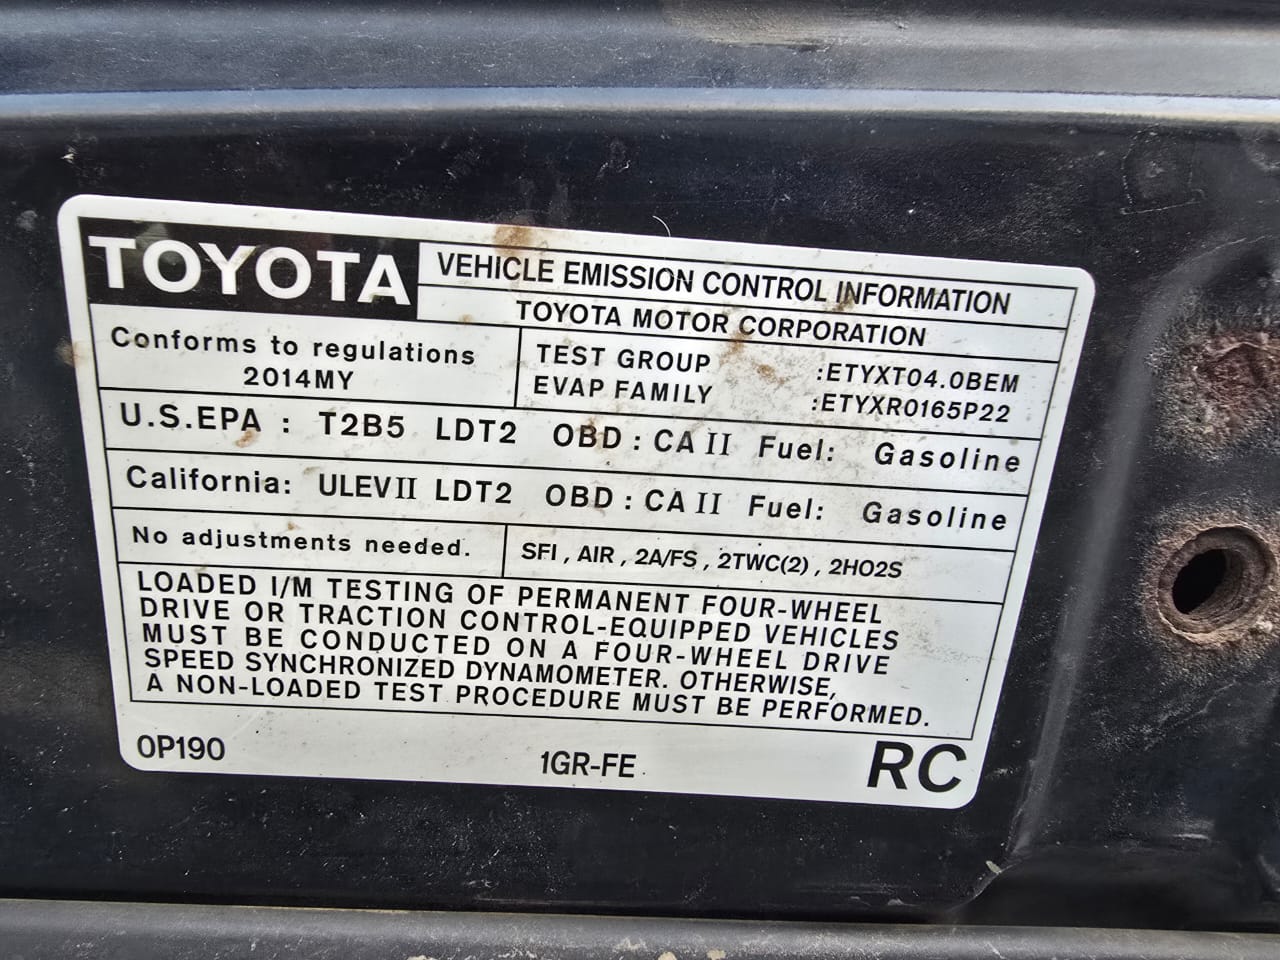 TOYOTA
VEHICLE EMISSION CONTROL INFORMATION
TOYOTA MOTOR CORPORATION
Conforms to regulations
2014MY
TEST GROUP :ETYXT04.0BEM
EVAP FAMILY :ETYXR0165P22
U.S.EPA : T2B5 LDT2 OBD : CA II Fuel: Gasoline
California: ULEV II LDT2 OBD : CA II Fuel: Gasoline
No adjustments needed.
SFI , AIR , 2A/FS , 2TWC(2) , 2HO2S
LOADED I/M TESTING OF PERMANENT FOUR-WHEEL
DRIVE OR TRACTION CONTROL-EQUIPPED VEHICLES
MUST BE CONDUCTED ON A FOUR-WHEEL DRIVE
SPEED SYNCHRONIZED DYNAMOMETER. OTHERWISE,
A NON-LOADED TEST PROCEDURE MUST BE PERFORMED.
0P190 1GR-FE RC